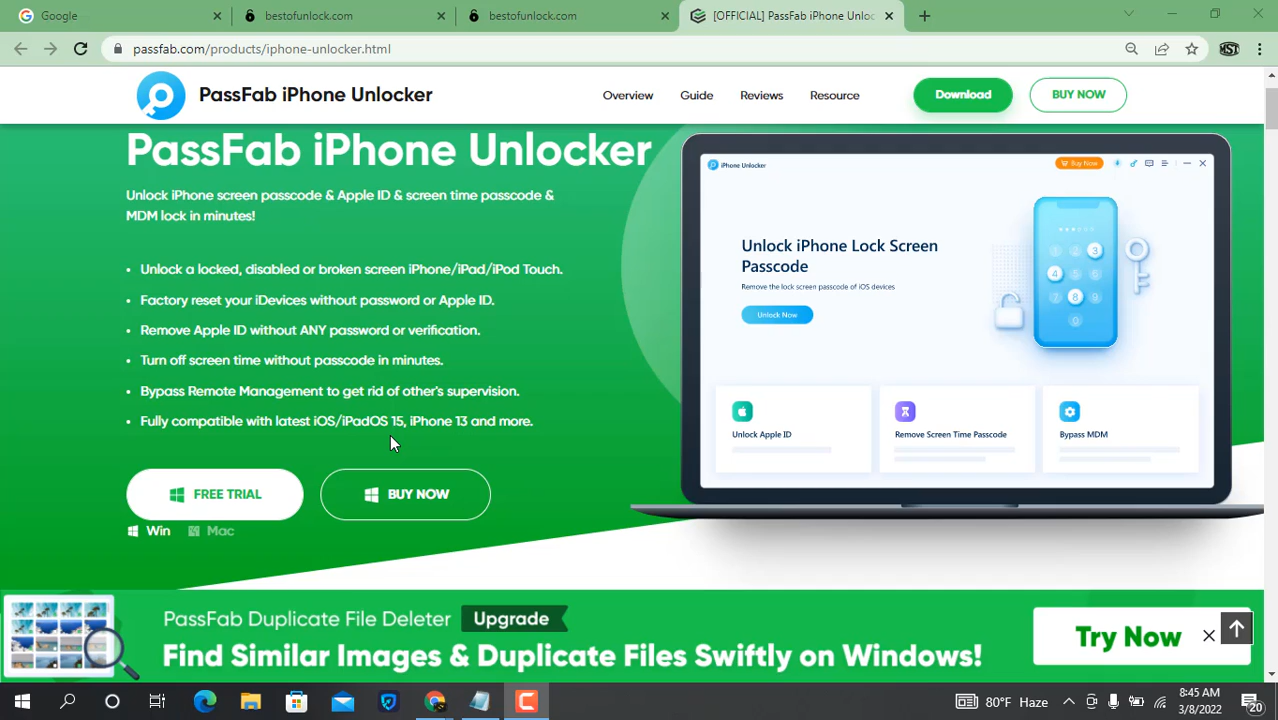 Google
bestofunlock.com
bestofunlock.com
[OFFICIAL] PassFab iPhone Unloc
passfab.com/products/iphone-unlocker.html
PassFab iPhone Unlocker
Overview
Guide
Reviews
Resource
Download
BUY NOW
PassFab iPhone Unlocker
Unlock iPhone screen passcode & Apple ID & screen time passcode &
MDM lock in minutes!
• Unlock a locked, disabled or broken screen iPhone/iPad/iPod Touch.
• Factory reset your iDevices without password or Apple ID.
• Remove Apple ID without ANY password or verification.
• Turn off screen time without passcode in minutes.
• Bypass Remote Management to get rid of other's supervision.
• Fully compatible with latest iOS/iPadOS 15, iPhone 13 and more.
FREE TRIAL
BUY NOW
Win
Mac
iPhone Unlocker
Buy Now
Unlock iPhone Lock Screen
Passcode
Remove the lock screen passcode of iOS devices
Unlock Now
3
4
8
Unlock Apple ID
Remove Screen Time Passcode
Bypass MDM
PassFab Duplicate File Deleter Upgrade
Find Similar Images & Duplicate Files Swiftly on Windows!
Try Now
80°F Haze
8:45 AM
3/8/2022
20